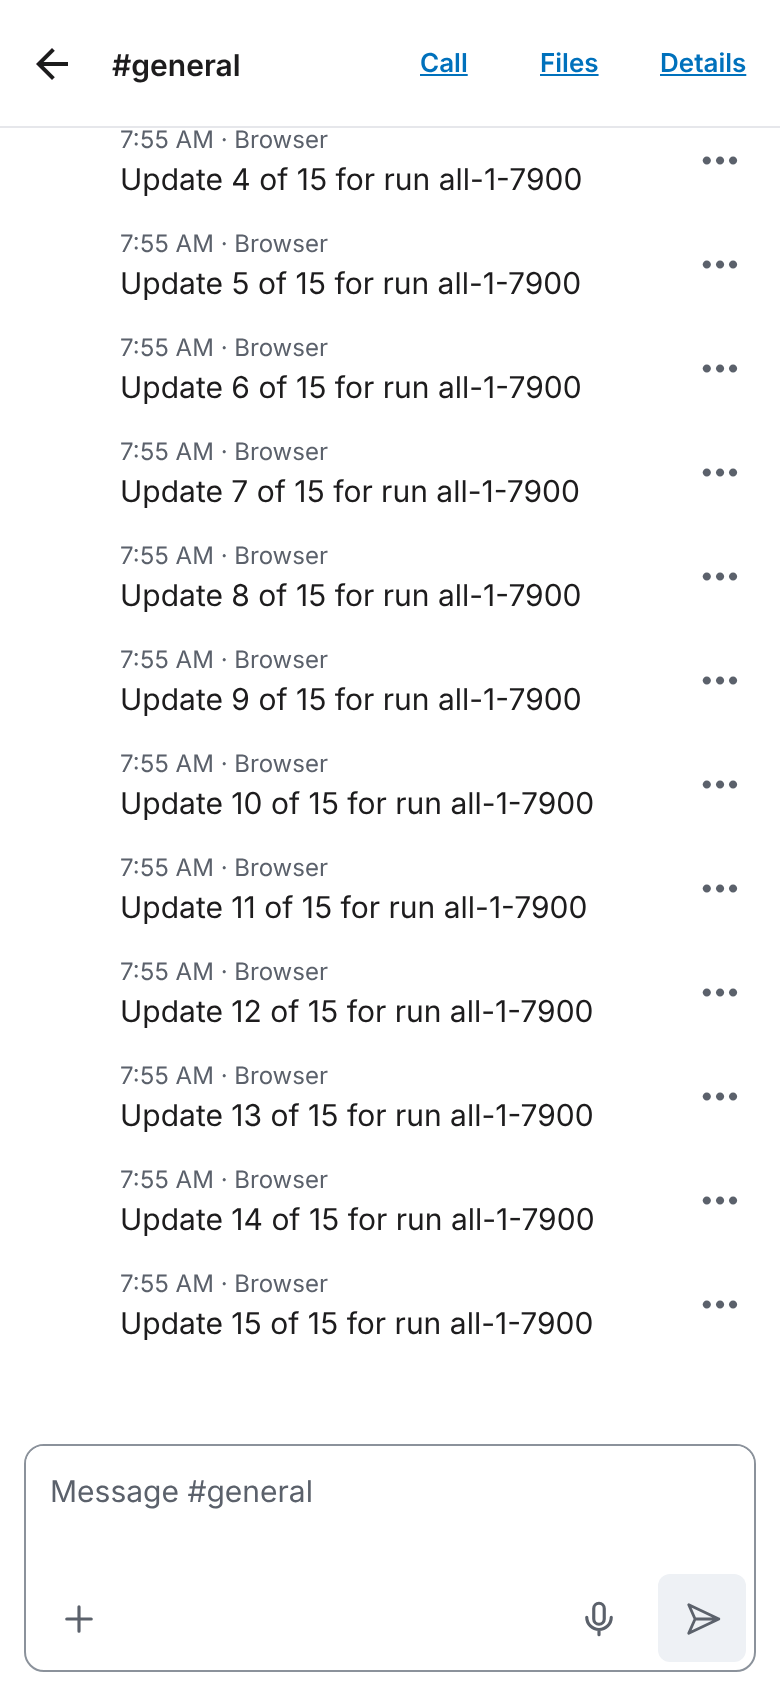 #general
Call
Files
Details
7:55 AM · Browser
Update 4 of 15 for run all-1-7900
7:55 AM · Browser
Update 5 of 15 for run all-1-7900
7:55 AM · Browser
Update 6 of 15 for run all-1-7900
7:55 AM · Browser
Update 7 of 15 for run all-1-7900
7:55 AM · Browser
Update 8 of 15 for run all-1-7900
7:55 AM · Browser
Update 9 of 15 for run all-1-7900
7:55 AM · Browser
Update 10 of 15 for run all-1-7900
7:55 AM · Browser
Update 11 of 15 for run all-1-7900
7:55 AM · Browser
Update 12 of 15 for run all-1-7900
7:55 AM · Browser
Update 13 of 15 for run all-1-7900
7:55 AM · Browser
Update 14 of 15 for run all-1-7900
7:55 AM · Browser
Update 15 of 15 for run all-1-7900
Message #general